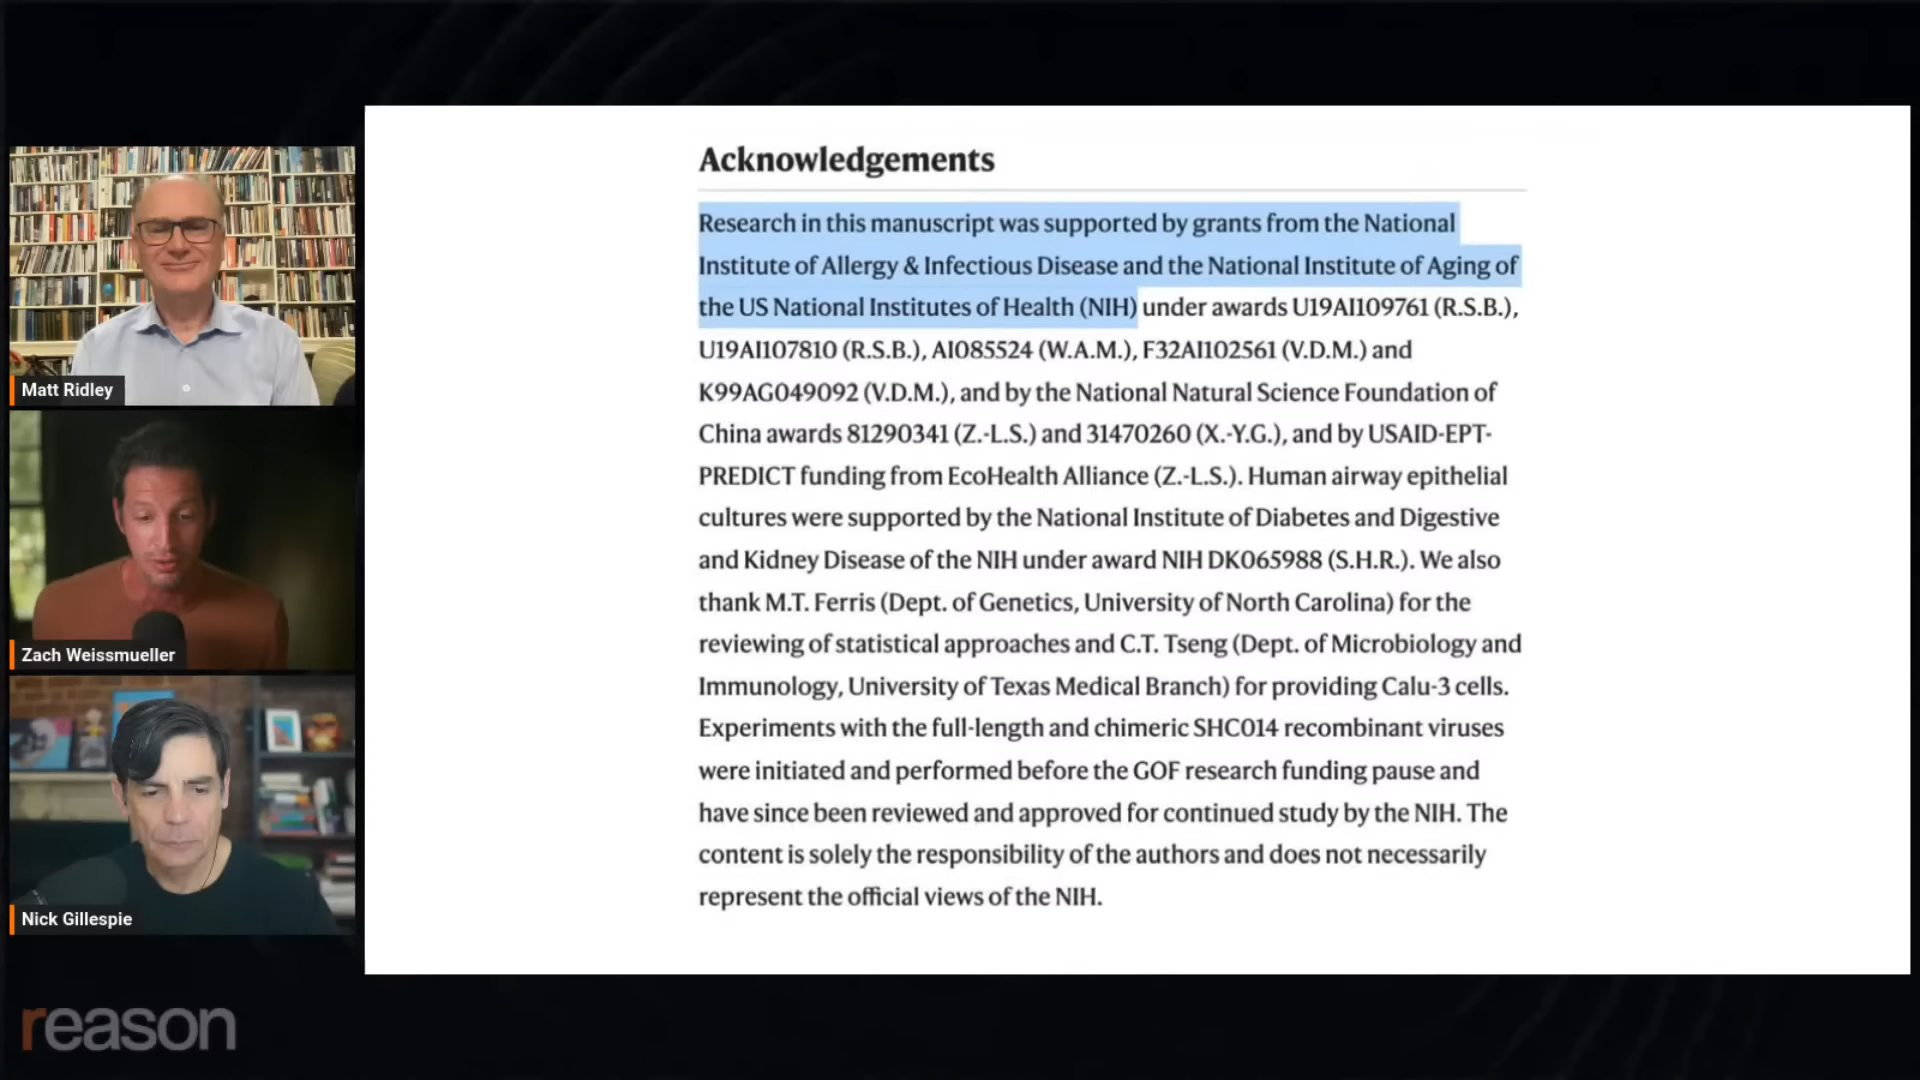 Acknowledgements
Research in this manuscript was supported by grants from the National
Institute of Allergy & Infectious Disease and the National Institute of Aging of
the US National Institutes of Health (NIH) under awards U19AI109761 (R.S.B.),
U19AI107810 (R.S.B.), AI085524 (W.A.M.), F32AI102561 (V.D.M.) and
K99AG049092 (V.D.M.), and by the National Natural Science Foundation of
China awards 81290341 (Z.-L.S.) and 31470260 (X.-Y.G.), and by USAID-EPT-
PREDICT funding from EcoHealth Alliance (Z.-L.S.). Human airway epithelial
cultures were supported by the National Institute of Diabetes and Digestive
and Kidney Disease of the NIH under award NIH DK065988 (S.H.R.). We also
thank M.T. Ferris (Dept. of Genetics, University of North Carolina) for the
reviewing of statistical approaches and C.T. Tseng (Dept. of Microbiology and
Immunology, University of Texas Medical Branch) for providing Calu-3 cells.
Experiments with the full-length and chimeric SHC014 recombinant viruses
were initiated and performed before the GOF research funding pause and
have since been reviewed and approved for continued study by the NIH. The
content is solely the responsibility of the authors and does not necessarily
represent the official views of the NIH.
Matt Ridley
Zach Weissmueller
Nick Gillespie
reason